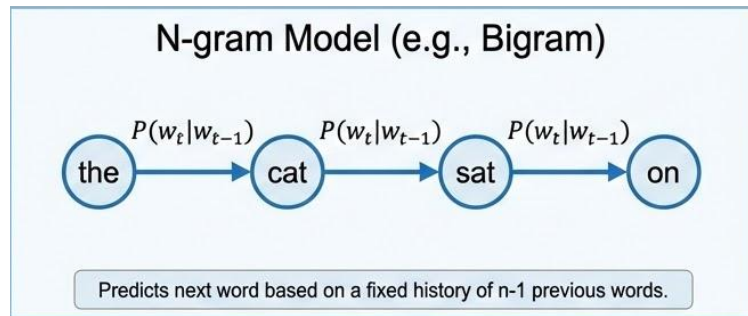 N-gram Model (e.g., Bigram)
P(w_t|w_{t-1}) P(w_t|w_{t-1}) P(w_t|w_{t-1})
the cat sat on
Predicts next word based on a fixed history of n-1 previous words.